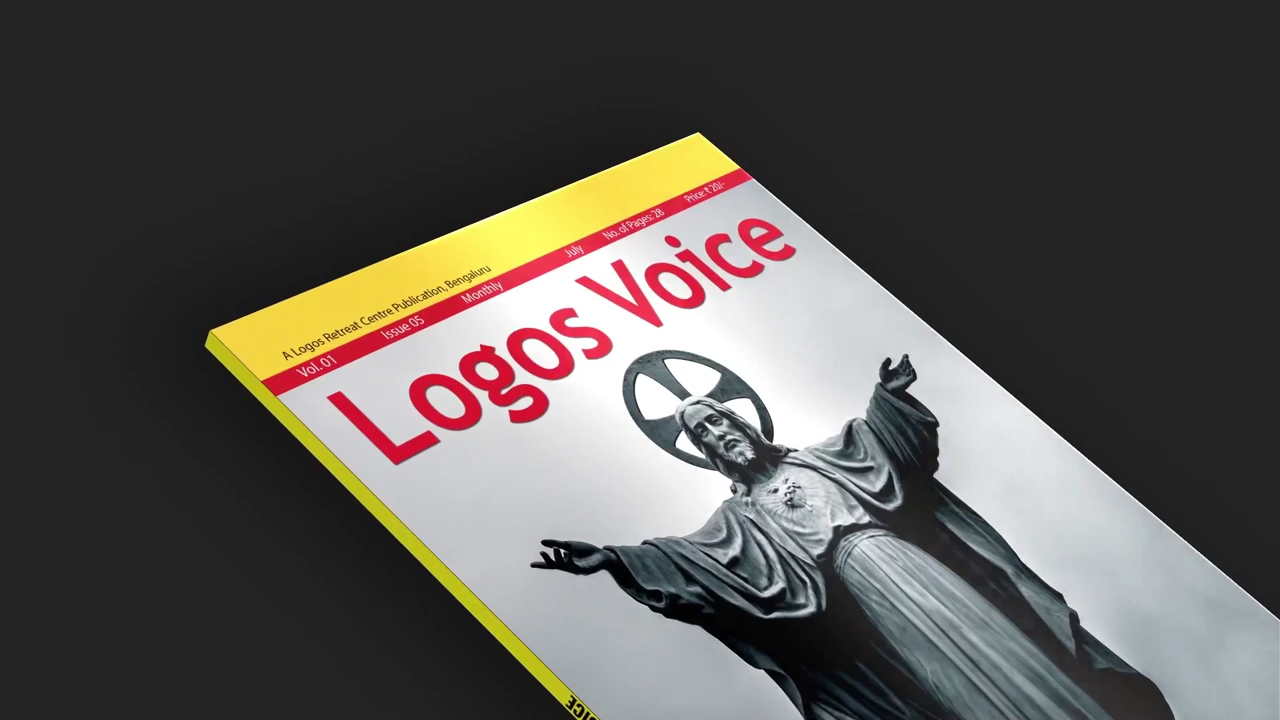 A Logos Retreat Centre Publication, Bengaluru
Vol. 01 Issue 05 Monthly July No. of Pages: 28 Price: ₹ 20/-
Logos Voice